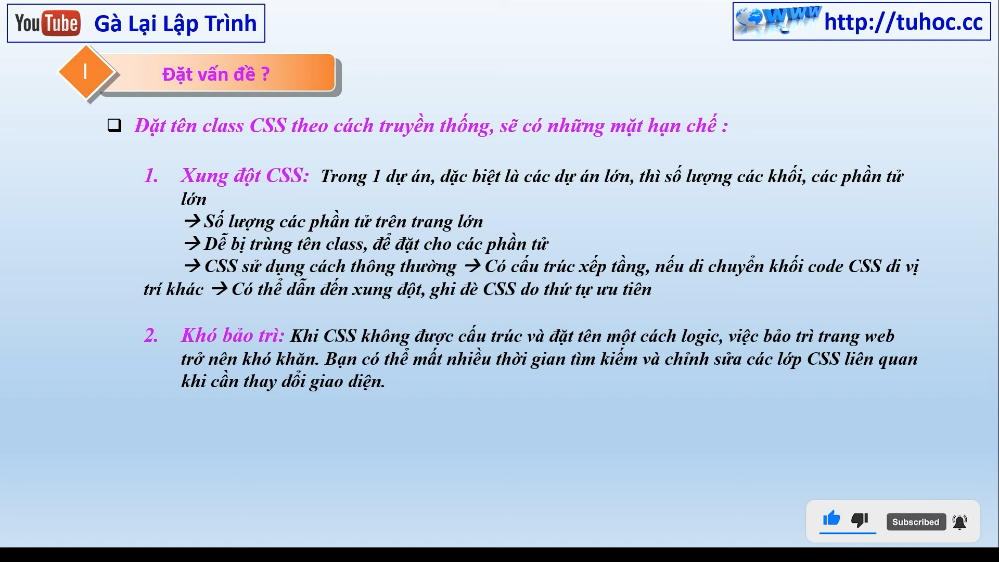 YouTube Gà Lại Lập Trình
www http://tuhoc.cc
I Đặt vấn đề ?
Đặt tên class CSS theo cách truyền thống, sẽ có những mặt hạn chế :
1. Xung đột CSS: Trong 1 dự án, đặc biệt là các dự án lớn, thì số lượng các khối, các phần tử
lớn
→ Số lượng các phần tử trên trang lớn
→ Dễ bị trùng tên class, để đặt cho các phần tử
→ CSS sử dụng cách thông thường → Có cấu trúc xếp tầng, nếu di chuyển khối code CSS đi vị
trí khác → Có thể dẫn đến xung đột, ghi đè CSS do thứ tự ưu tiên
2. Khó bảo trì: Khi CSS không được cấu trúc và đặt tên một cách logic, việc bảo trì trang web
trở nên khó khăn. Bạn có thể mất nhiều thời gian tìm kiếm và chỉnh sửa các lớp CSS liên quan
khi cần thay đổi giao diện.
Subscribed